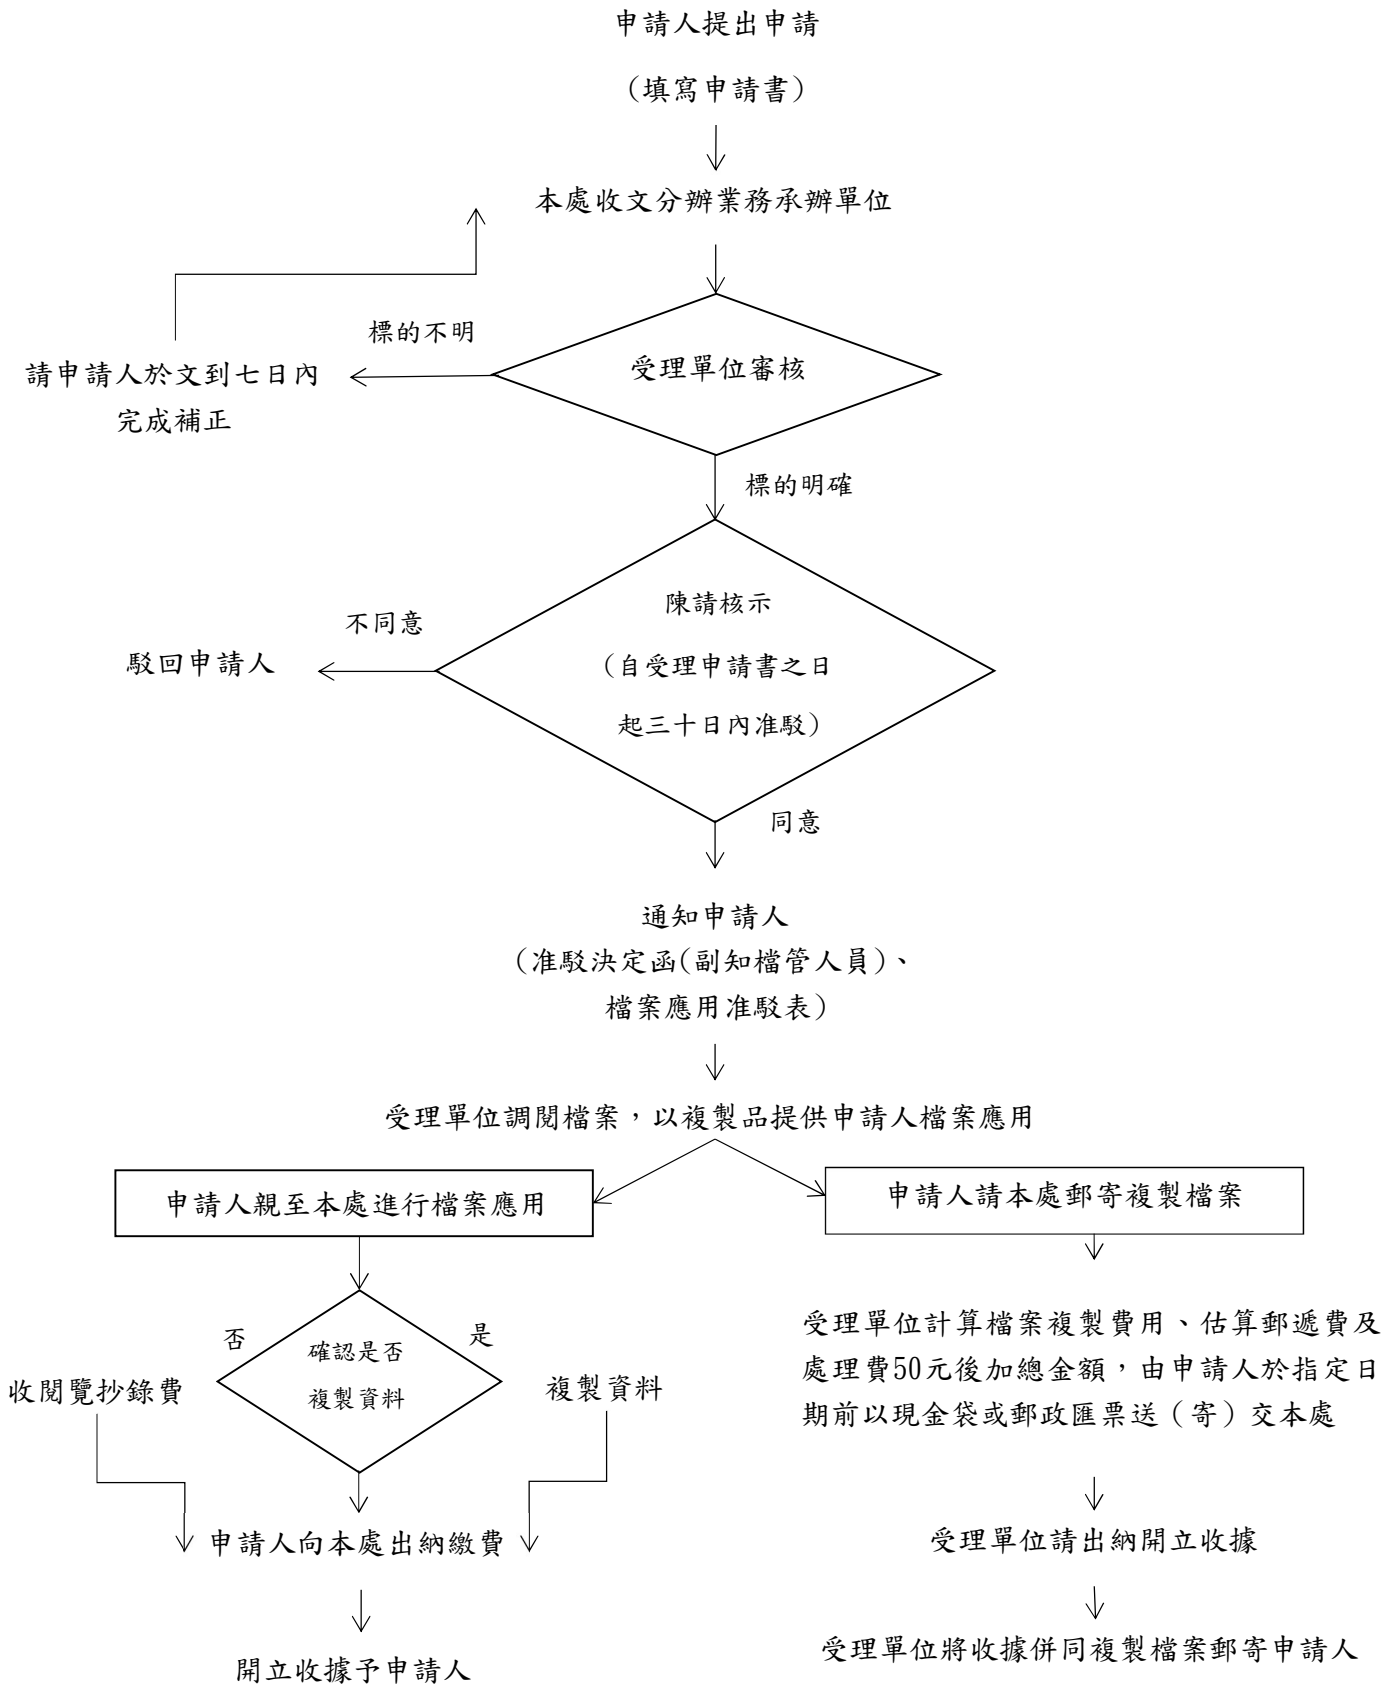 申請人提出申請
（填寫申請書）
本處收文分辦業務承辦單位
標的不明
受理單位審核
請申請人於文到七日內
完成補正
標的明確
不同意
陳請核示
（自受理申請書之日
起三十日內准駁）
駁回申請人
同意
通知申請人
（准駁決定函(副知檔管人員)、
檔案應用准駁表）
受理單位調閱檔案，以複製品提供申請人檔案應用
申請人親至本處進行檔案應用
申請人請本處郵寄複製檔案
否
確認是否
複製資料
是
收閱覽抄錄費
複製資料
受理單位計算檔案複製費用、估算郵遞費及
處理費50元後加總金額，由申請人於指定日
期前以現金袋或郵政匯票送（寄）交本處
申請人向本處出納繳費
受理單位請出納開立收據
開立收據予申請人
受理單位將收據併同複製檔案郵寄申請人